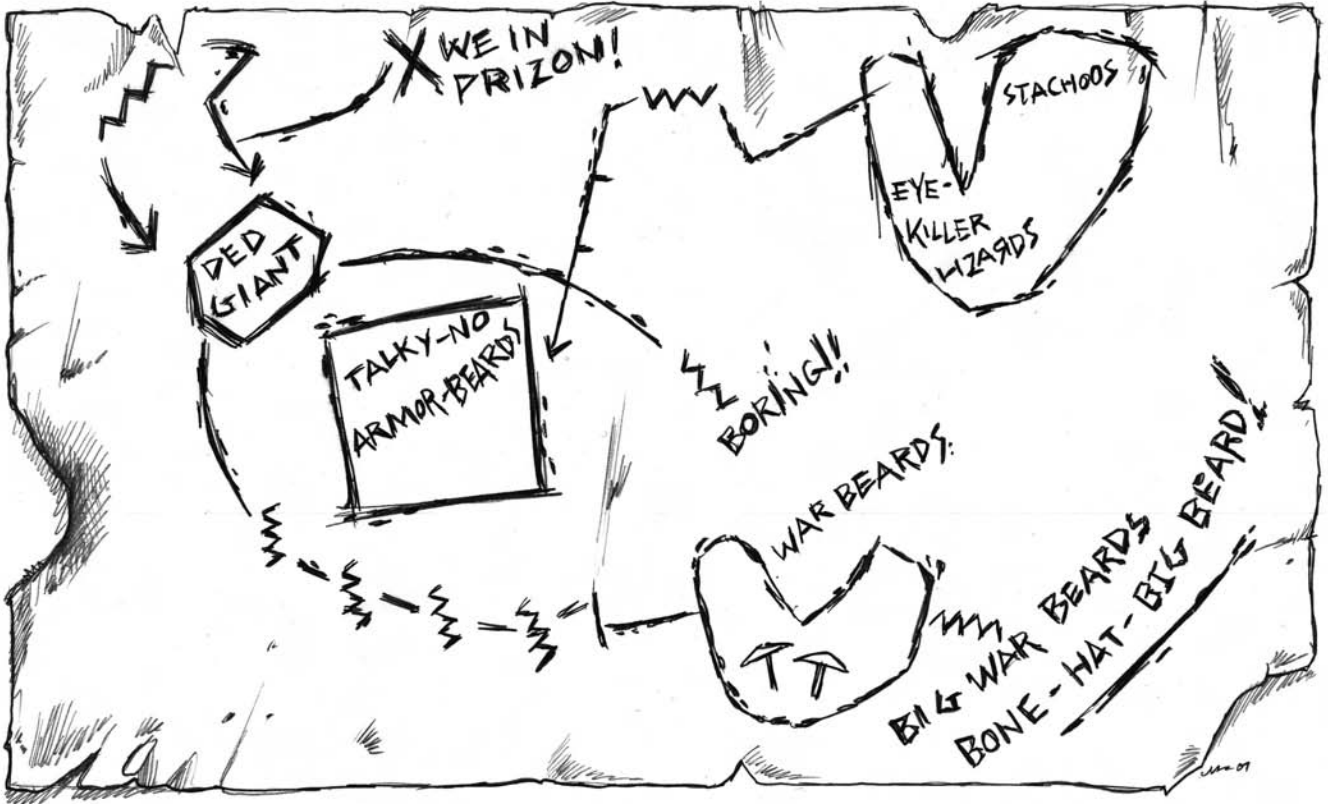 X WE IN
PRIZON!
STACHOOS
EYE-
KILLER
LIZARDS
DED
GIANT
TALKY-NO
ARMOR-BEARDS
BORING!!
WAR BEARDS:
BIG WAR BEARDS
BONE-HAT-BIG BEARD!